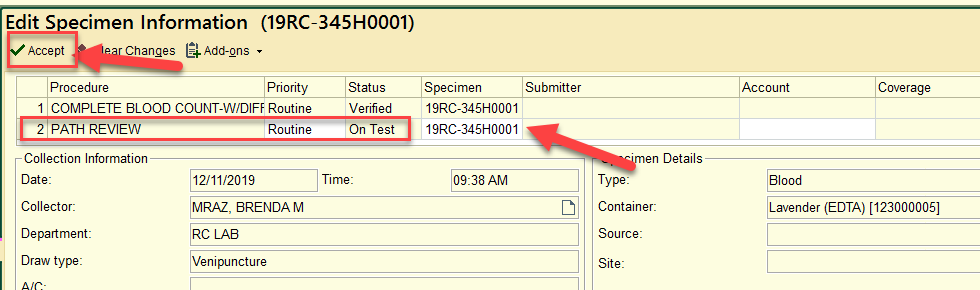 Edit Specimen Information (19RC-345H0001)
Accept Clear Changes Add-ons
Procedure Priority Status Specimen Submitter Account Coverage
1 COMPLETE BLOOD COUNT-W/DIFF Routine Verified 19RC-345H0001
2 PATH REVIEW Routine On Test 19RC-345H0001
Collection Information Specimen Details
Date: 12/11/2019 Time: 09:38 AM Type: Blood
Collector: MRAZ, BRENDA M Container: Lavender (EDTA) [123000005]
Department: RC LAB Source:
Draw type: Venipuncture Site:
A/C: